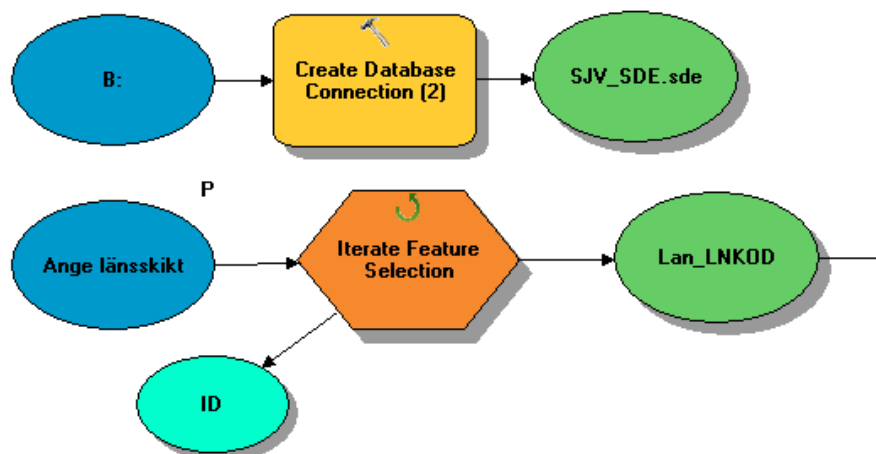 B:
Create Database
Connection (2)
SJV_SDE.sde
P
Ange länsskikt
Iterate Feature
Selection
Lan_LNKOD
ID